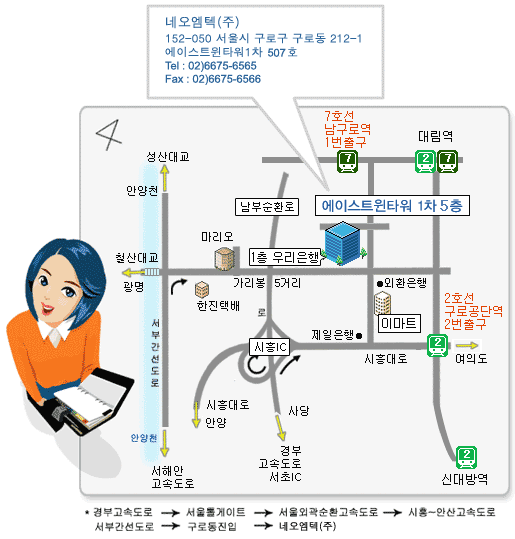 네오엠텍(주)
152-050 서울시 구로구 구로동 212-1
에이스트윈타워1차 507호
Tel : 02)6675-6565
Fax : 02)6675-6566
7호선
남구로역
1번출구
대림역
7
2
7
성산대교
안양천
남부순환로
에이스트윈타워 1차 5층
마리오
1층 우리은행
철산대교
광명
가리봉 5거리
외환은행
한진택배
이마트
2호선
구로공단역
2번출구
로
서부간선도로
제일은행
시흥IC
시흥대로
2
여의도
시흥대로
안양
사당
안양천
서해안
고속도로
경부
고속도로
서초IC
2
신대방역
* 경부고속도로 → 서울톨게이트 → 서울외곽순환고속도로 → 시흥~안산고속도로
서부간선도로 → 구로동진입 → 네오엠텍(주)